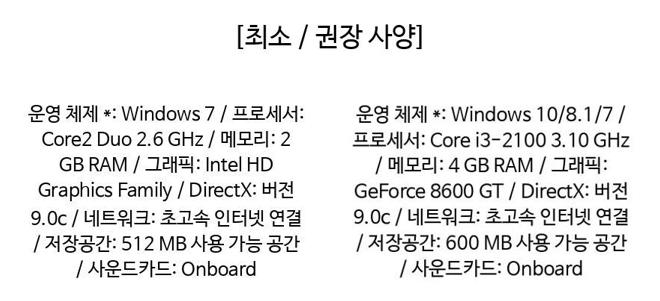 [최소 / 권장 사양]
운영 체제 *: Windows 7 / 프로세서:
Core2 Duo 2.6 GHz / 메모리: 2
GB RAM / 그래픽: Intel HD
Graphics Family / DirectX: 버전
9.0c / 네트워크: 초고속 인터넷 연결
/ 저장공간: 512 MB 사용 가능 공간
/ 사운드카드: Onboard
운영 체제 *: Windows 10/8.1/7 /
프로세서: Core i3-2100 3.10 GHz
/ 메모리: 4 GB RAM / 그래픽:
GeForce 8600 GT / DirectX: 버전
9.0c / 네트워크: 초고속 인터넷 연결
/ 저장공간: 600 MB 사용 가능 공간
/ 사운드카드: Onboard